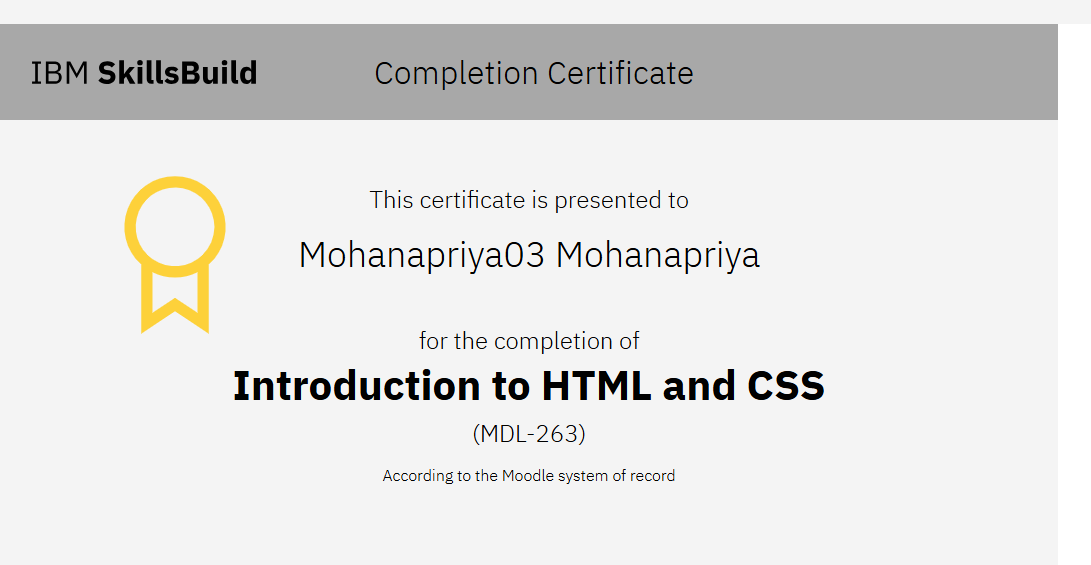 IBM SkillsBuild Completion Certificate
This certificate is presented to
Mohanapriya03 Mohanapriya
for the completion of
Introduction to HTML and CSS
(MDL-263)
According to the Moodle system of record